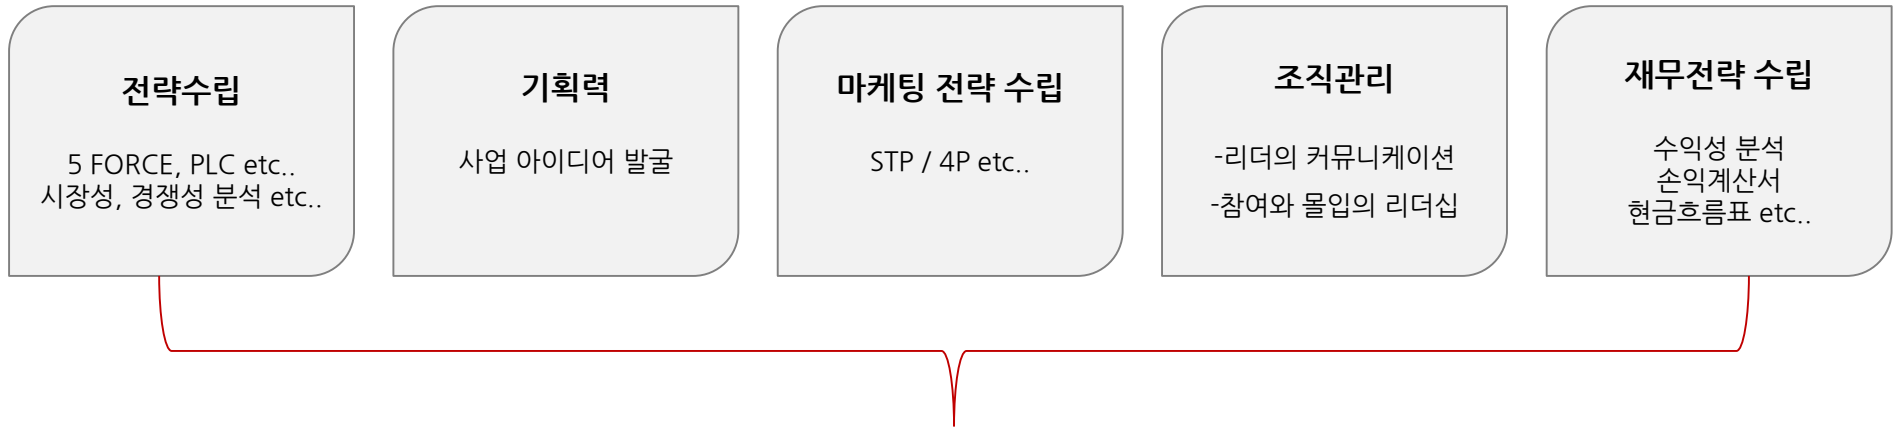 전략수립
5 FORCE, PLC etc..
시장성, 경쟁성 분석 etc..
기획력
사업 아이디어 발굴
마케팅 전략 수립
STP / 4P etc..
조직관리
-리더의 커뮤니케이션
-참여와 몰입의 리더십
재무전략 수립
수익성 분석
손익계산서
현금흐름표 etc..